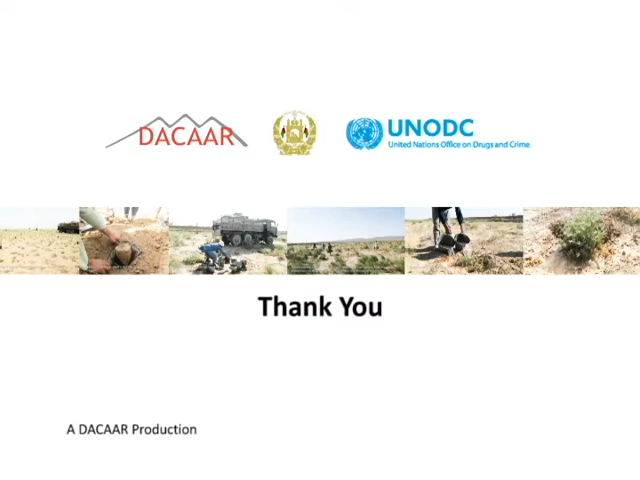 DACAAR
UNODC
United Nations Office on Drugs and Crime
Thank You
A DACAAR Production